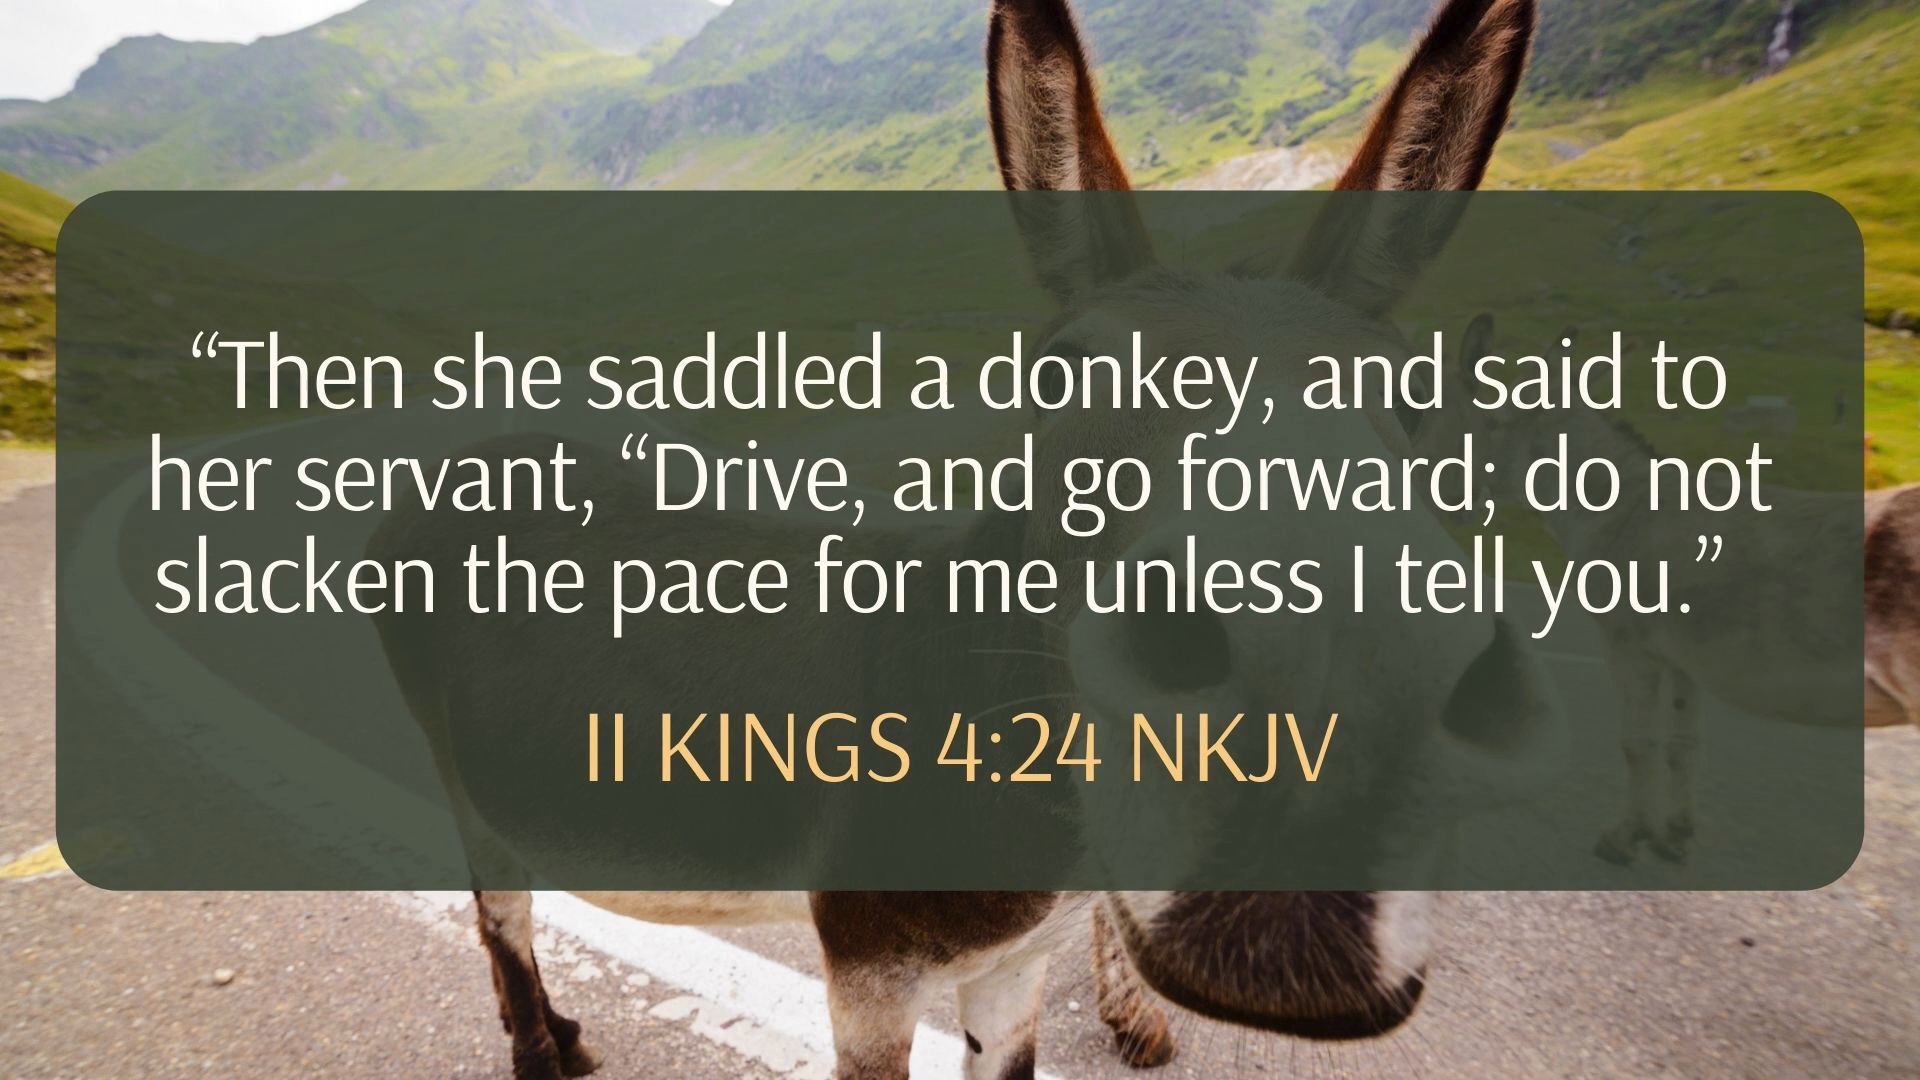 “Then she saddled a donkey, and said to
her servant, “Drive, and go forward; do not
slacken the pace for me unless I tell you.”
II KINGS 4:24 NKJV